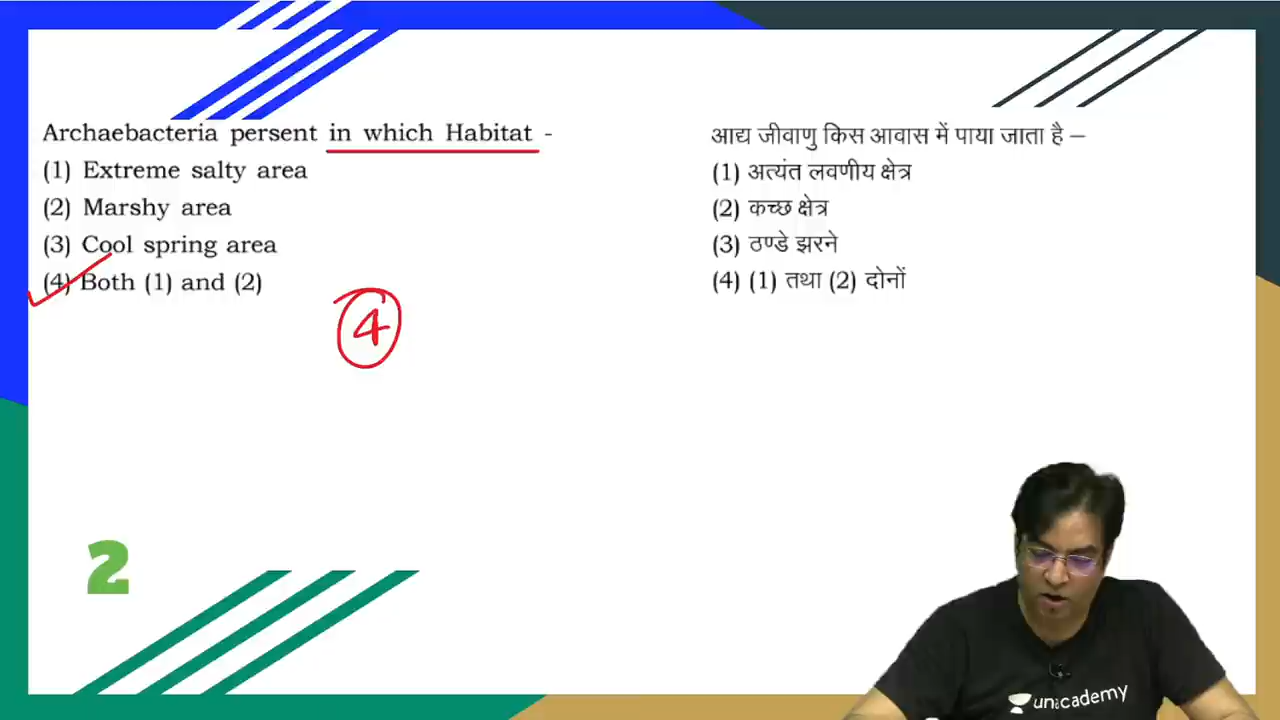 Archaebacteria persent in which Habitat -
(1) Extreme salty area
(2) Marshy area
(3) Cool spring area
(4) Both (1) and (2)
4
आद्य जीवाणु किस आवास में पाया जाता है –
(1) अत्यंत लवणीय क्षेत्र
(2) कच्छ क्षेत्र
(3) ठण्डे झरने
(4) (1) तथा (2) दोनों
2
unacademy